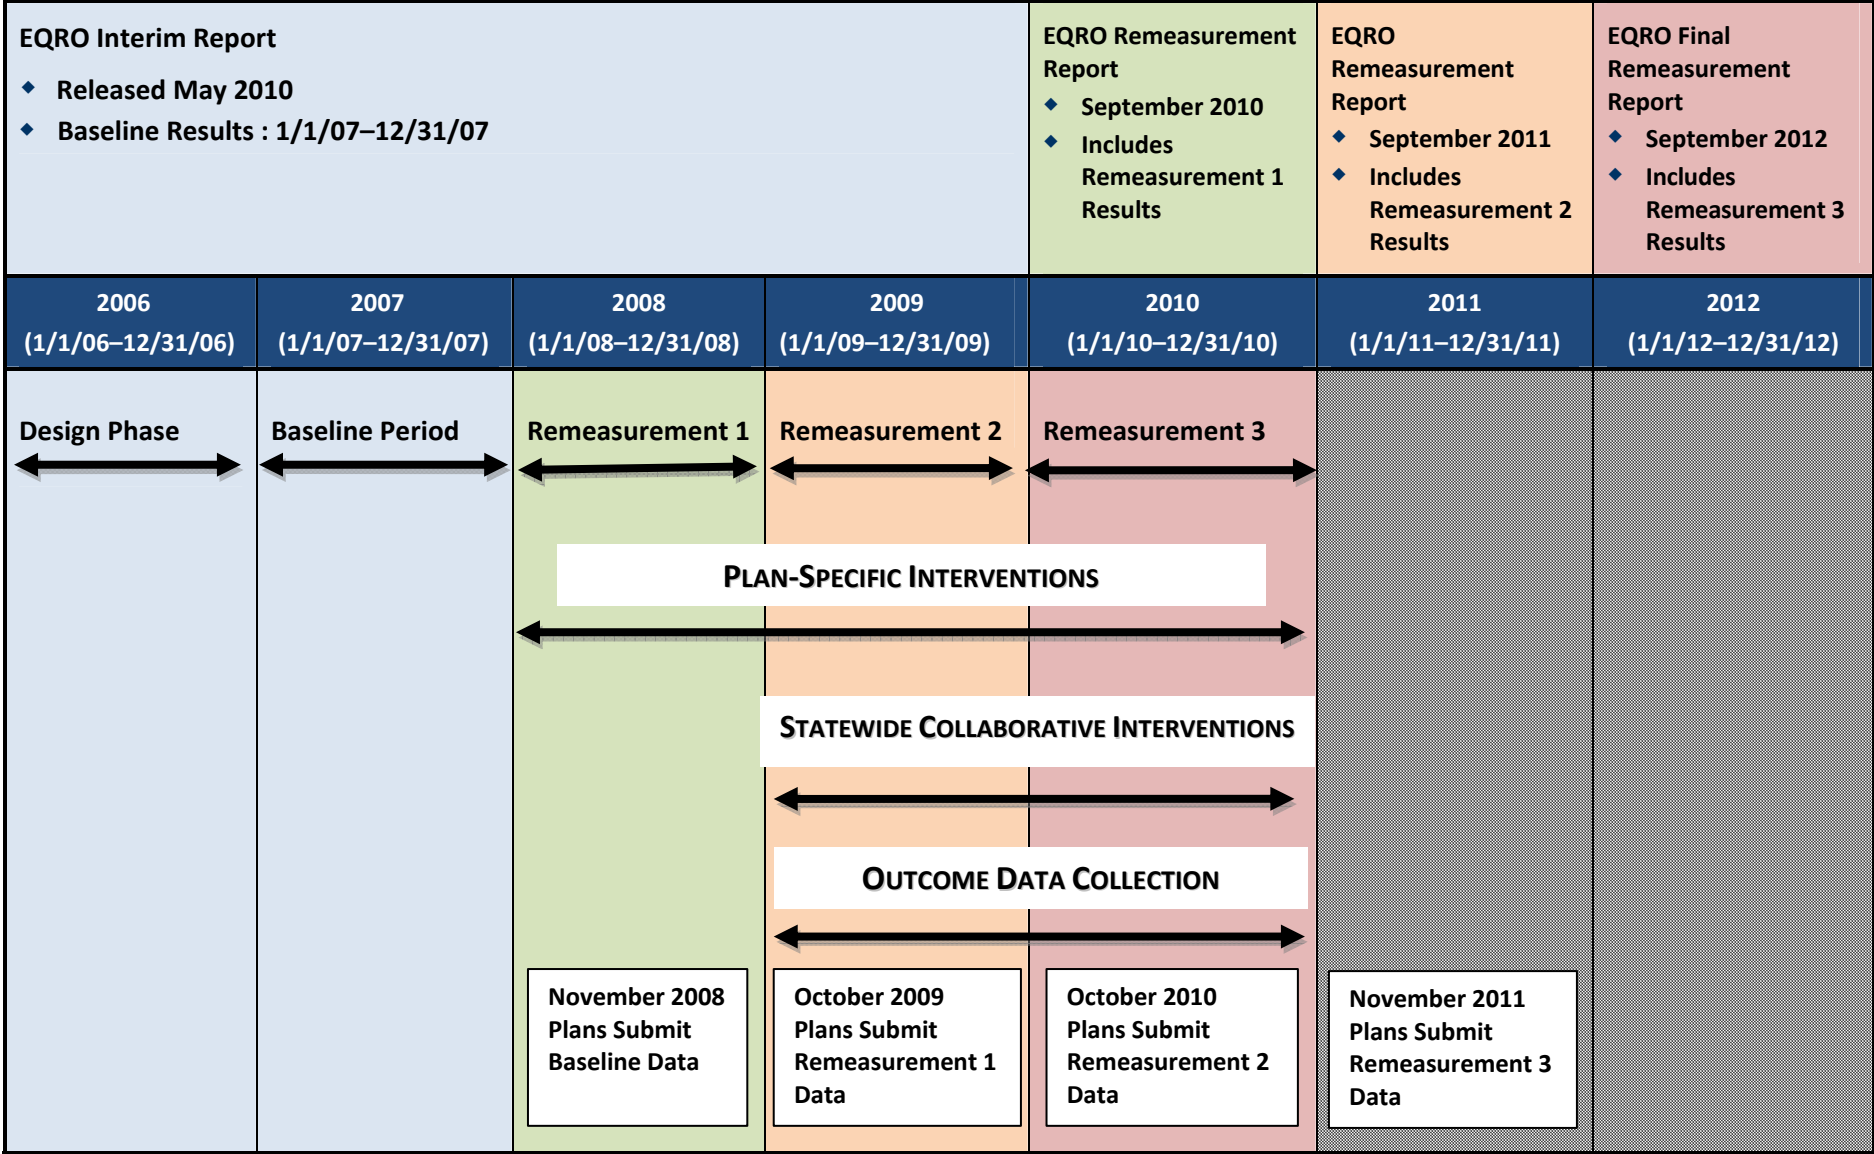 EQRO Interim Report
◆ Released May 2010
◆ Baseline Results : 1/1/07–12/31/07
EQRO Remeasurement
Report
◆ September 2010
◆ Includes
Remeasurement 1
Results
EQRO
Remeasurement
Report
◆ September 2011
◆ Includes
Remeasurement 2
Results
EQRO Final
Remeasurement
Report
◆ September 2012
◆ Includes
Remeasurement 3
Results
2006
(1/1/06–12/31/06)
2007
(1/1/07–12/31/07)
2008
(1/1/08–12/31/08)
2009
(1/1/09–12/31/09)
2010
(1/1/10–12/31/10)
2011
(1/1/11–12/31/11)
2012
(1/1/12–12/31/12)
Design Phase
Baseline Period
Remeasurement 1
Remeasurement 2
Remeasurement 3
PLAN-SPECIFIC INTERVENTIONS
STATEWIDE COLLABORATIVE INTERVENTIONS
OUTCOME DATA COLLECTION
November 2008
Plans Submit
Baseline Data
October 2009
Plans Submit
Remeasurement 1
Data
October 2010
Plans Submit
Remeasurement 2
Data
November 2011
Plans Submit
Remeasurement 3
Data